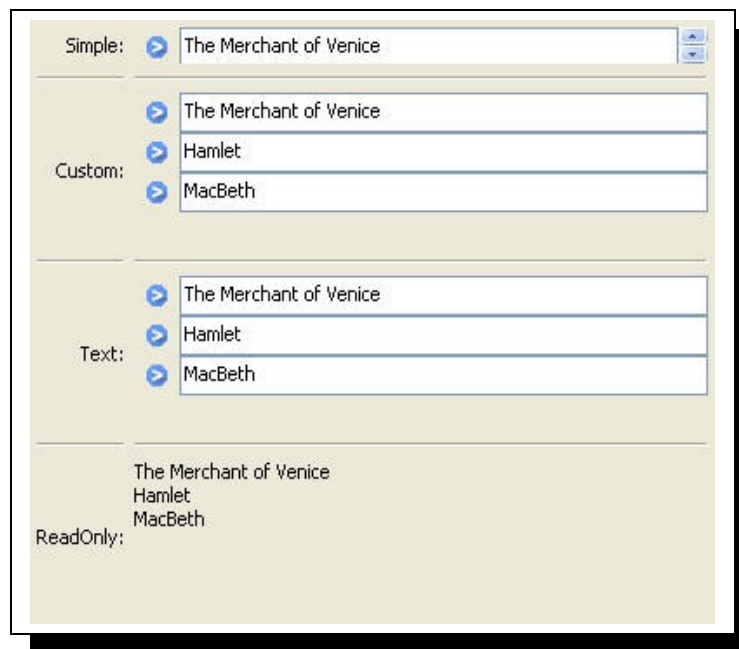 Simple: The Merchant of Venice
The Merchant of Venice
Custom: Hamlet
MacBeth
The Merchant of Venice
Text: Hamlet
MacBeth
The Merchant of Venice
Hamlet
MacBeth
ReadOnly: